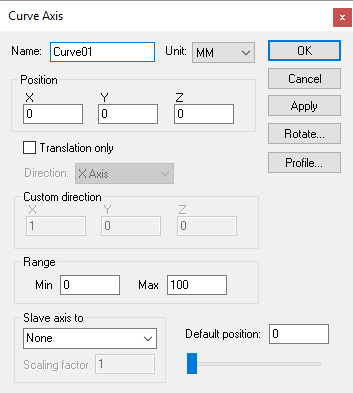 Curve Axis
x
Name: Curve01 Unit: MM OK
Cancel
Apply
Rotate...
Profile...
Position
X Y Z
0 0 0
Translation only
Direction: X Axis
Custom direction
X Y Z
1 0 0
Range
Min 0 Max 100
Slave axis to
None
Scaling factor 1
Default position: 0